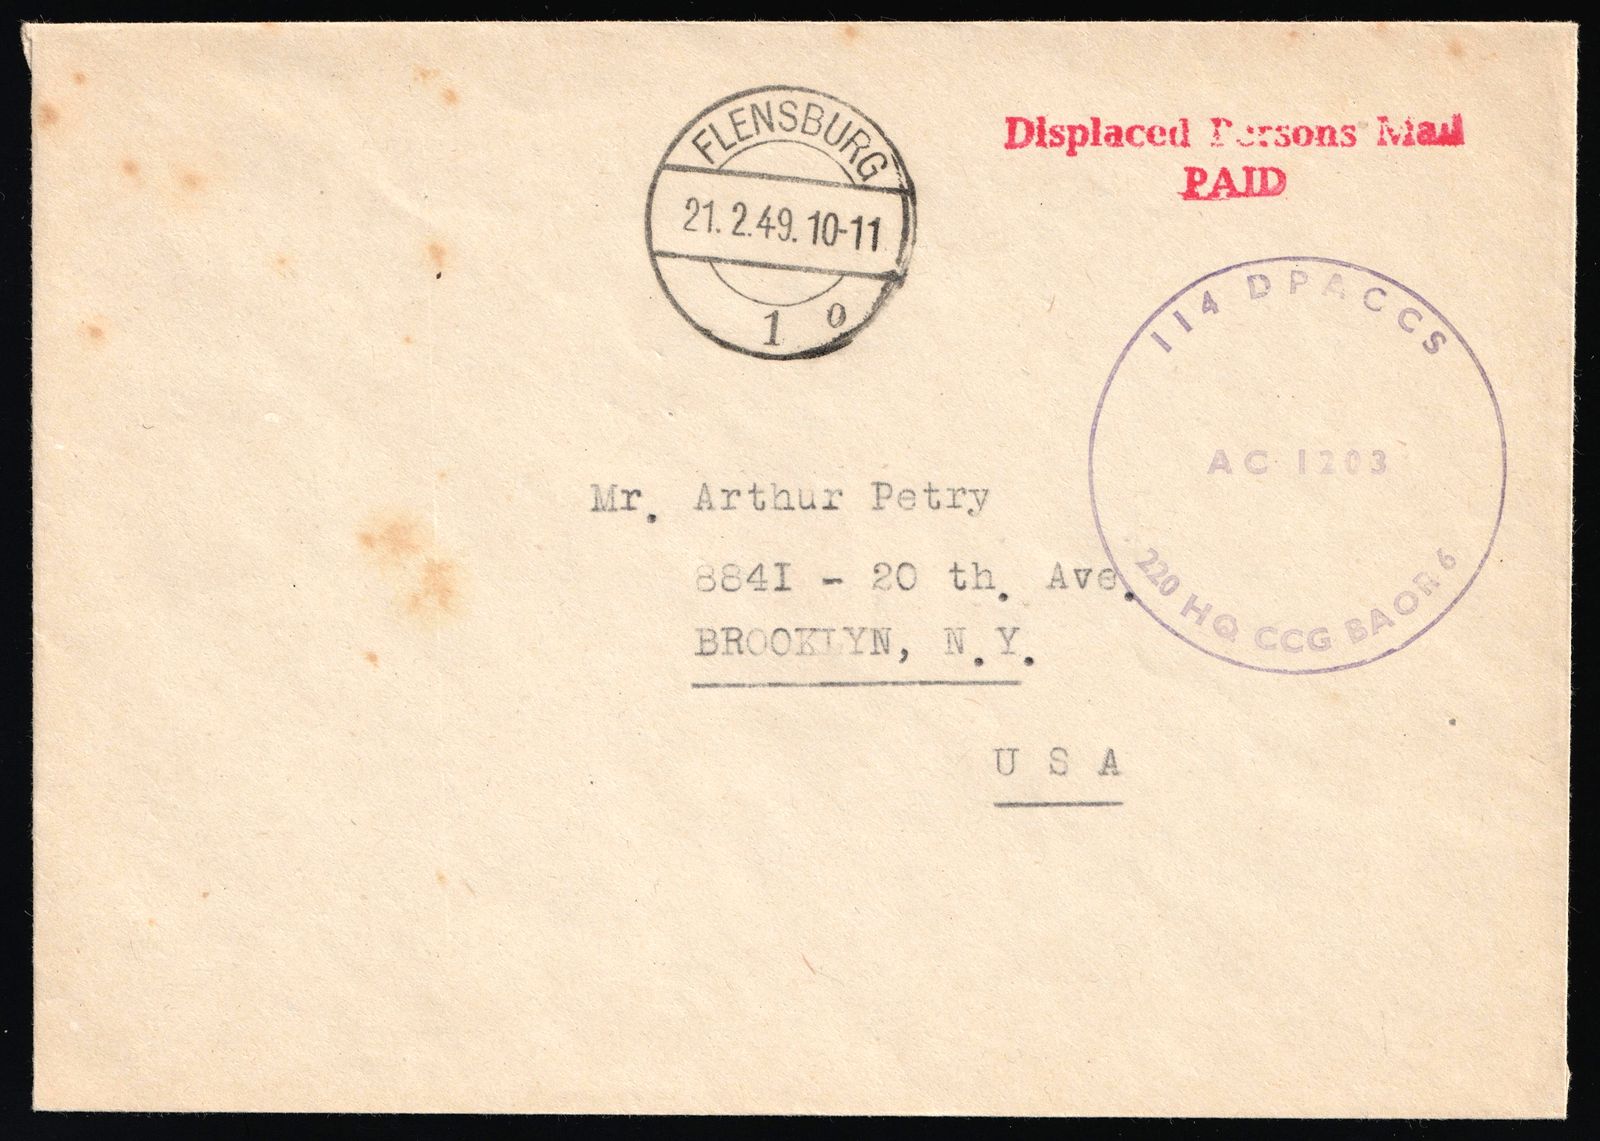 FLENSBURG
21.2.49.10-11
1 o
Displaced Persons Mail
PAID
114 DPACCS
AC 1203
220 HQ CCG BAOR 6
Mr. Arthur Petry
884I - 20 th. Ave.
BROOKLYN, N.Y.
U S A